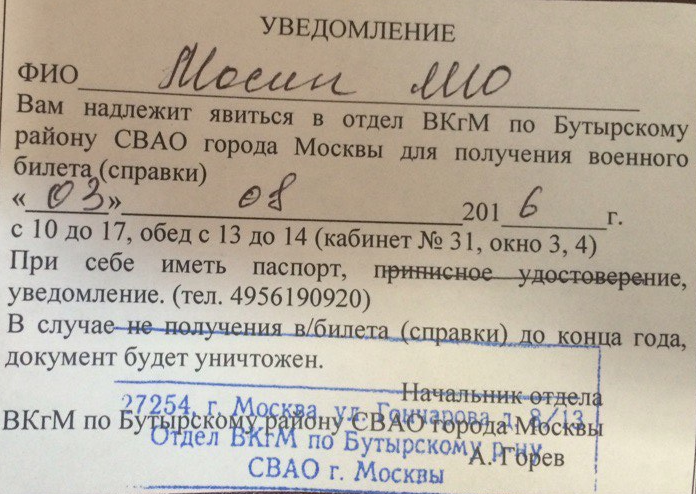 УВЕДОМЛЕНИЕ
ФИО Мосин МЮ
Вам надлежит явиться в отдел ВКгМ по Бутырскому
району СВАО города Москвы для получения военного
билета (справки)
« 03 » 08 201 6 г.
с 10 до 17, обед с 13 до 14 (кабинет № 31, окно 3, 4)
При себе иметь паспорт, приписное удостоверение,
уведомление. (тел. 4956190920)
В случае не получения в/билета (справки) до конца года,
документ будет уничтожен.
Начальник отдела
27254, г. Москва ул. Гончарова д. 8/13
ВКгМ по Бутырскому району СВАО города Москвы
Отдел ВКгМ по Бутырскому р-ну
А. Горев
СВАО г. Москвы